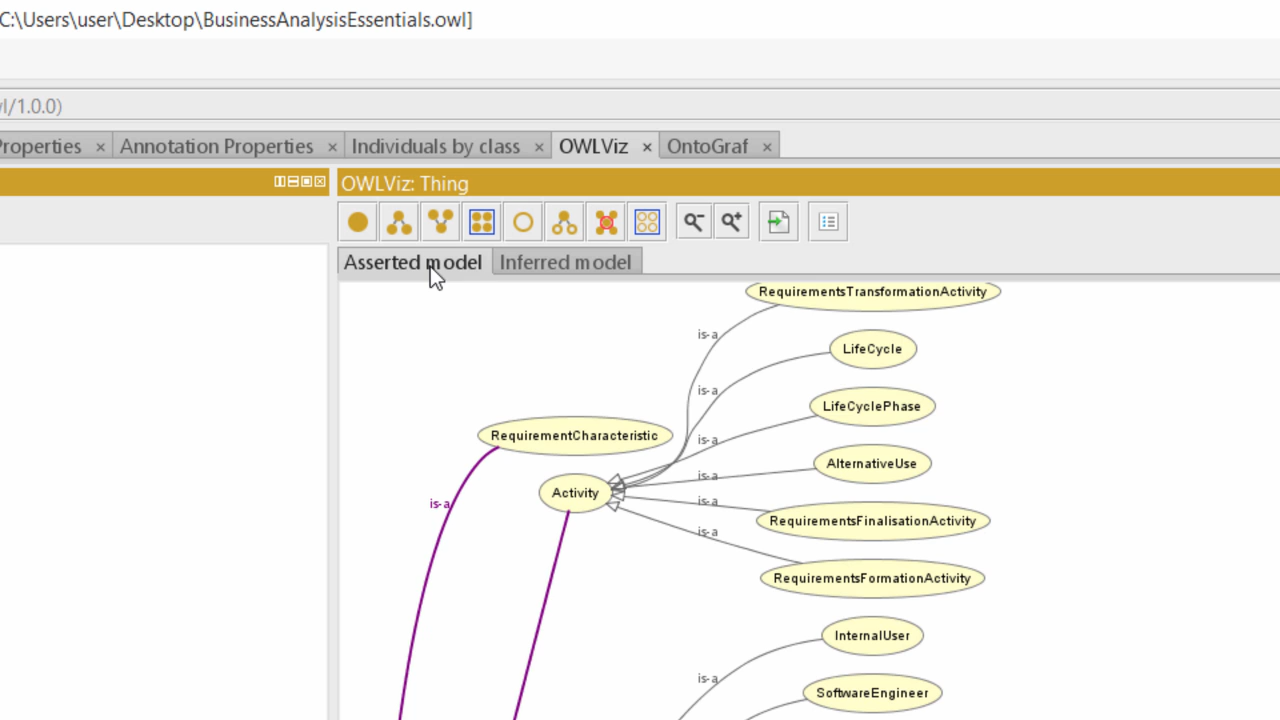 C:\Users\user\Desktop\BusinessAnalysisEssentials.owl]
wl/1.0.0)
Properties × Annotation Properties × Individuals by class × OWLViz × OntoGraf ×
OWLViz: Thing
Asserted model Inferred model
RequirementsTransformationActivity
is-a
LifeCycle
is-a
LifeCyclePhase
RequirementCharacteristic
is-a
AlternativeUse
is-a
Activity
is-a
is-a
RequirementsFinalisationActivity
is-a
RequirementsFormationActivity
InternalUser
is-a
SoftwareEngineer